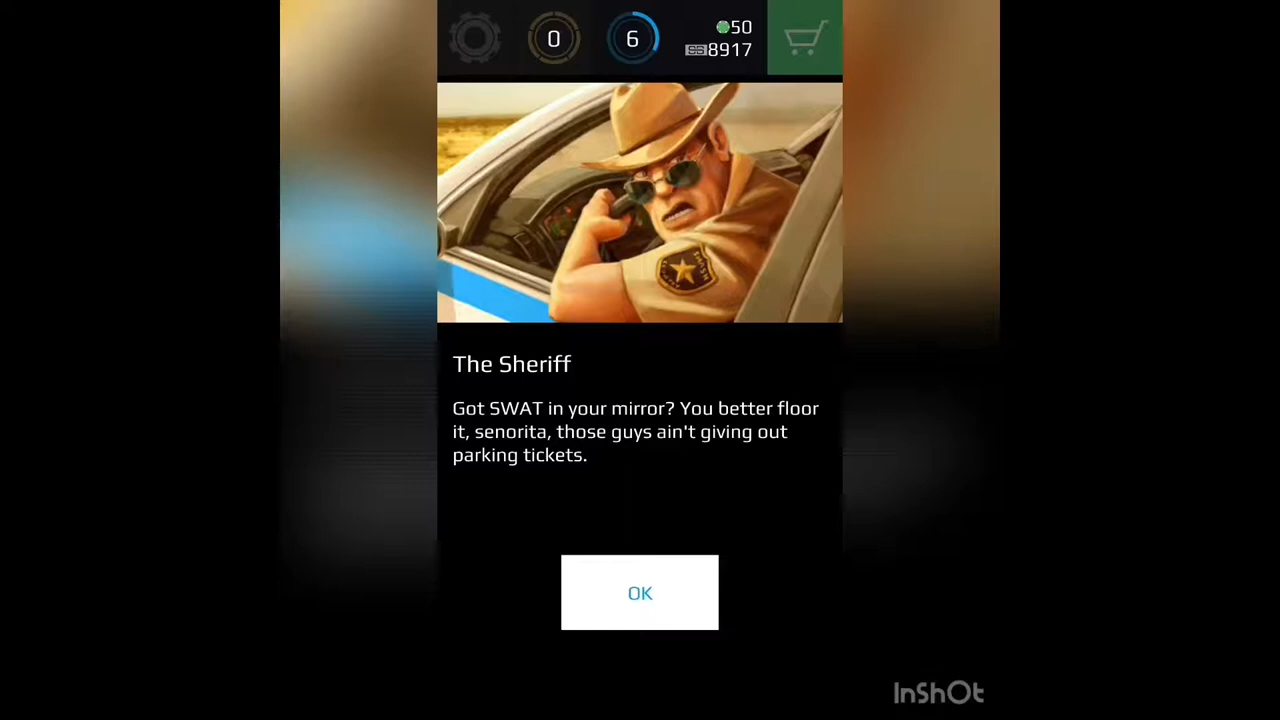 0
6
50
8917
SMASH
The Sheriff
Got SWAT in your mirror? You better floor
it, senorita, those guys ain't giving out
parking tickets.
OK
InShOt